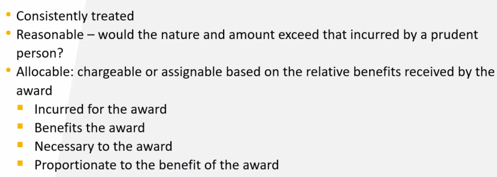 • Consistently treated
• Reasonable – would the nature and amount exceed that incurred by a prudent
person?
• Allocable: chargeable or assignable based on the relative benefits received by the
award
▪ Incurred for the award
▪ Benefits the award
▪ Necessary to the award
▪ Proportionate to the benefit of the award